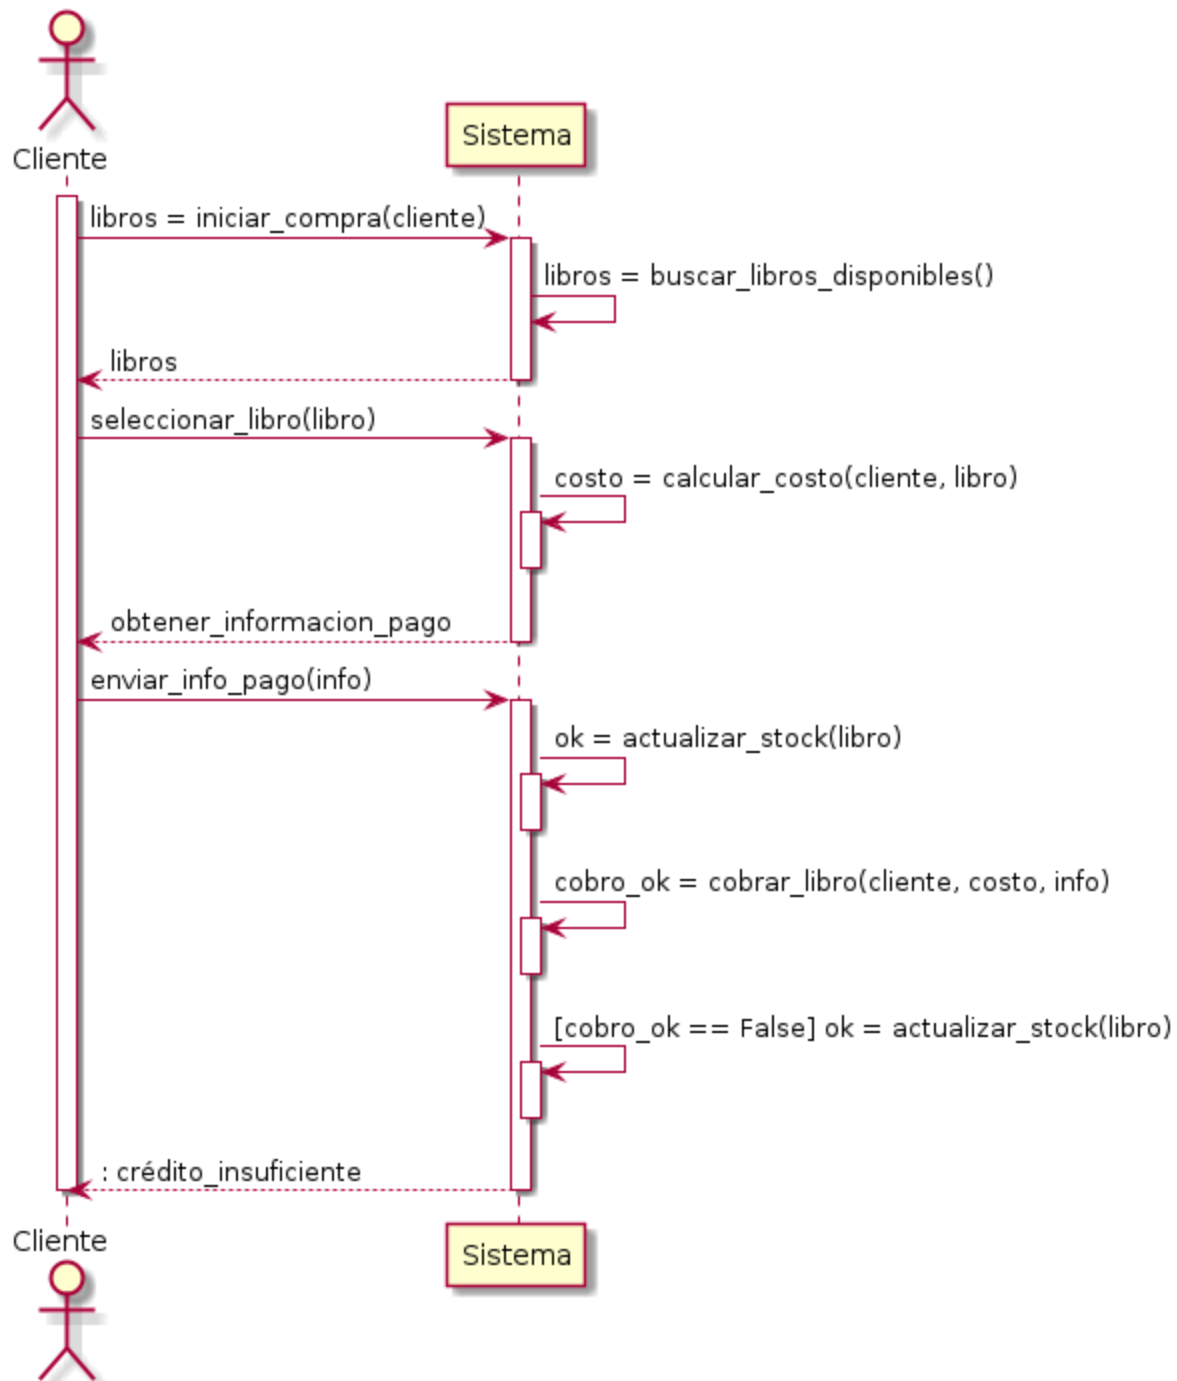 Cliente
Sistema
libros = iniciar_compra(cliente)
libros = buscar_libros_disponibles()
libros
seleccionar_libro(libro)
costo = calcular_costo(cliente, libro)
obtener_informacion_pago
enviar_info_pago(info)
ok = actualizar_stock(libro)
cobro_ok = cobrar_libro(cliente, costo, info)
[cobro_ok == False] ok = actualizar_stock(libro)
: crédito_insuficiente
Cliente
Sistema